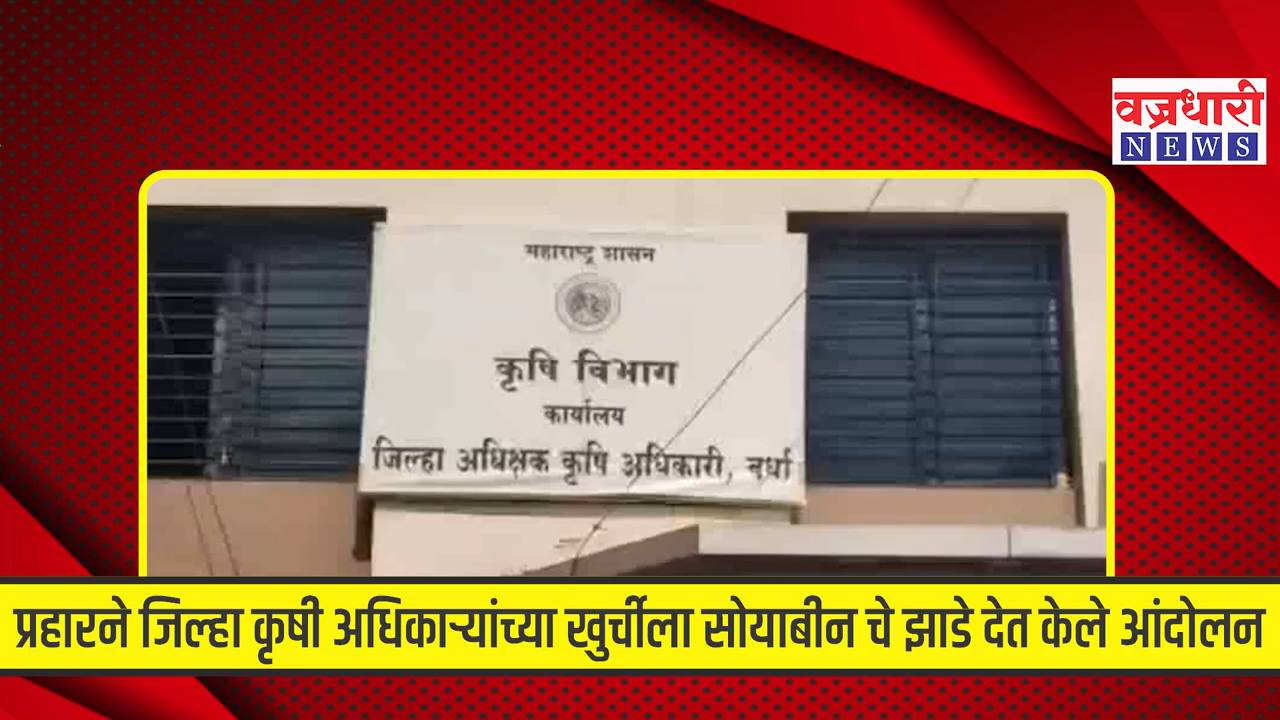 वज्रधारी
NEWS
महाराष्ट्र शासन
कृषि विभाग
कार्यालय
जिल्हा अधिक्षक कृषि अधिकारी, वर्धा
प्रहारने जिल्हा कृषी अधिकाऱ्यांच्या खुर्चीला सोयाबीन चे झाडे देत केले आंदोलन